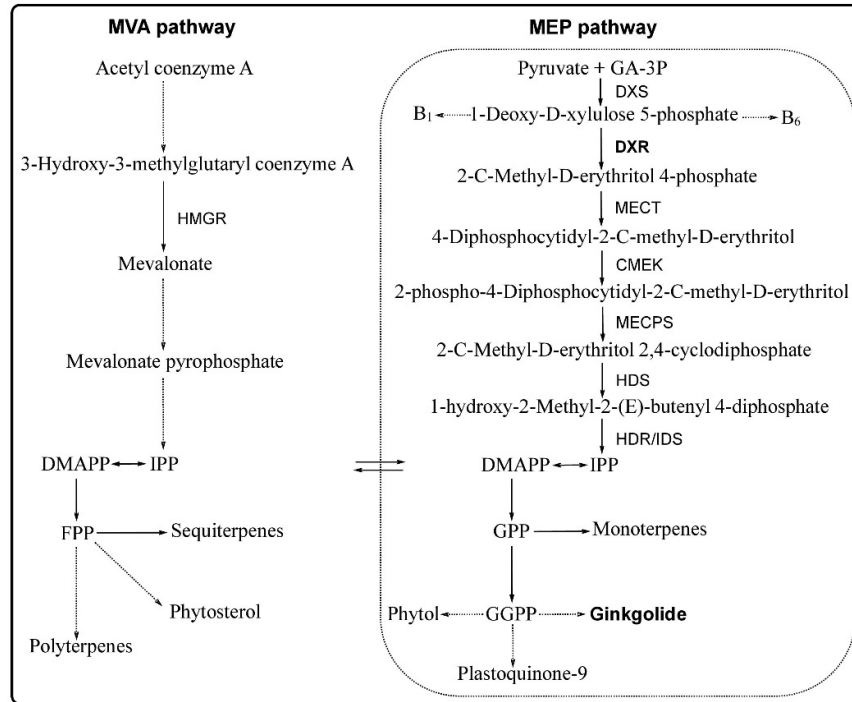 MVA pathway
Acetyl coenzyme A
3-Hydroxy-3-methylglutaryl coenzyme A
HMGR
Mevalonate
Mevalonate pyrophosphate
DMAPP IPP
FPP Sequiterpenes
Phytosterol
Polyterpenes
MEP pathway
Pyruvate + GA-3P
DXS
B1 1-Deoxy-D-xylulose 5-phosphate B6
DXR
2-C-Methyl-D-erythritol 4-phosphate
MECT
4-Diphosphocytidyl-2-C-methyl-D-erythritol
CMEK
2-phospho-4-Diphosphocytidyl-2-C-methyl-D-erythritol
MECPS
2-C-Methyl-D-erythritol 2,4-cyclodiphosphate
HDS
1-hydroxy-2-Methyl-2-(E)-butenyl 4-diphosphate
HDR/IDS
DMAPP IPP
GPP Monoterpenes
Phytol GGPP Ginkgolide
Plastoquinone-9